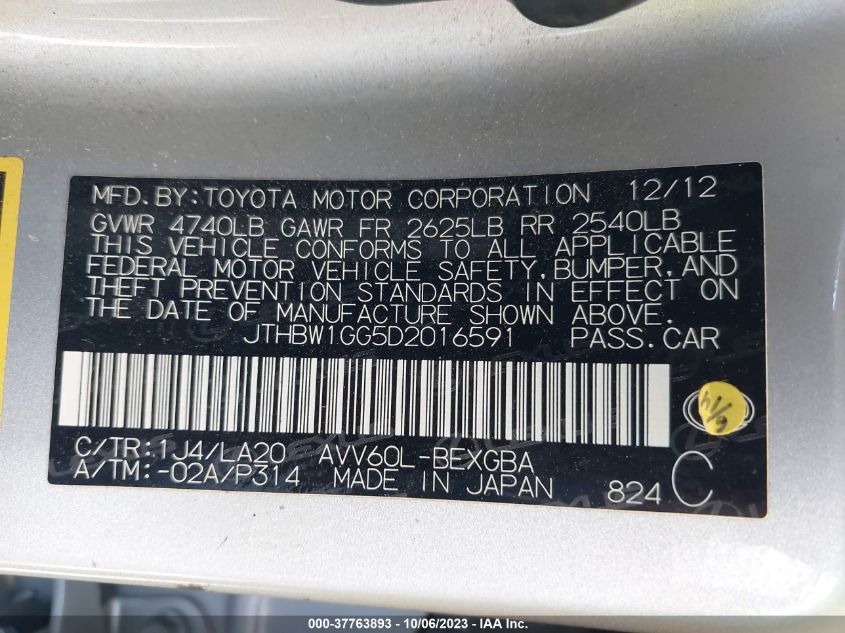 MFD.BY:TOYOTA MOTOR CORPORATION 12/12
GVWR 4740LB GAWR FR 2625LB RR 2540LB
THIS VEHICLE CONFORMS TO ALL APPLICABLE
FEDERAL MOTOR VEHICLE SAFETY,BUMPER,AND
THEFT PREVENTION STANDARDS IN EFFECT ON
THE DATE OF MANUFACTURE SHOWN ABOVE.
JTHBW1GG5D2016591 PASS.CAR
C/TR:1J4/LA20 AVV60L-BEXGBA
A/TM:-02A/P314 MADE IN JAPAN 824 C
000-37763893 - 10/06/2023 - IAA Inc.